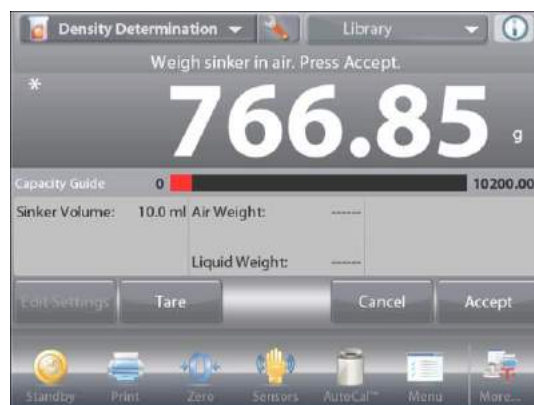 Density Determination Library
Weigh sinker in air. Press Accept.
*
766.85 g
Capacity Guide 0 10200.00
Sinker Volume: 10.0 ml Air Weight: ------
Liquid Weight: ------
Edit Settings Tare Cancel Accept
Standby Print Zero Sensors AutoCal™ Menu More...